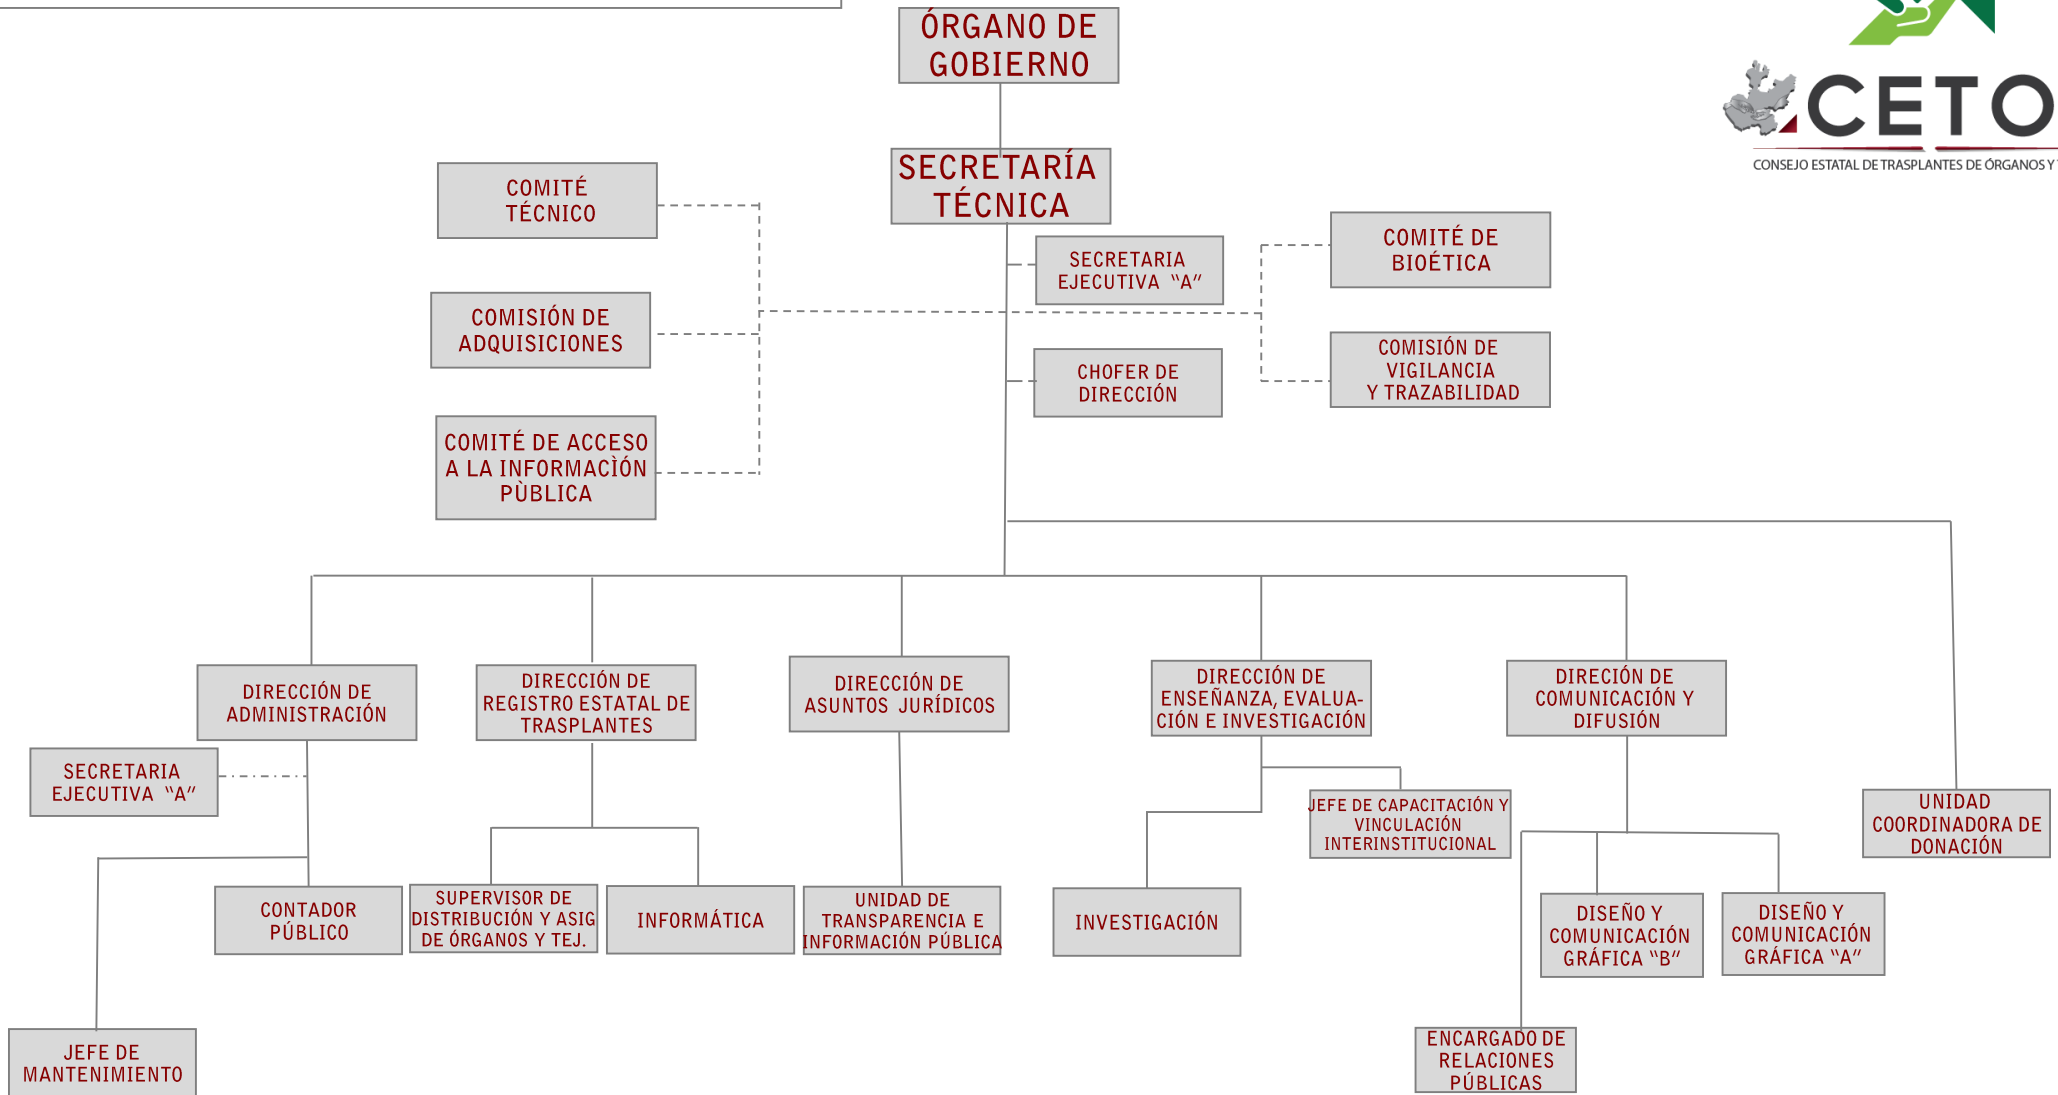 ÓRGANO DE
GOBIERNO
CETO
CONSEJO ESTATAL DE TRASPLANTES DE ÓRGANOS Y
SECRETARÍA
TÉCNICA
COMITÉ
TÉCNICO
SECRETARIA
EJECUTIVA “A”
COMITÉ DE
BIOÉTICA
COMISIÓN DE
ADQUISICIONES
CHOFER DE
DIRECCIÓN
COMISIÓN DE
VIGILANCIA
Y TRAZABILIDAD
COMITÉ DE ACCESO
A LA INFORMACÌÓN
PÙBLICA
DIRECCIÓN DE
ADMINISTRACIÓN
DIRECCIÓN DE
REGISTRO ESTATAL DE
TRASPLANTES
DIRECCIÓN DE
ASUNTOS JURÍDICOS
DIRECCIÓN DE
ENSEÑANZA, EVALUA-
CIÓN E INVESTIGACIÓN
DIRECIÓN DE
COMUNICACIÓN Y
DIFUSIÓN
SECRETARIA
EJECUTIVA “A”
JEFE DE CAPACITACIÓN Y
VINCULACIÓN
INTERINSTITUCIONAL
UNIDAD
COORDINADORA DE
DONACIÓN
CONTADOR
PÚBLICO
SUPERVISOR DE
DISTRIBUCIÓN Y ASIG
DE ÓRGANOS Y TEJ.
INFORMÁTICA
UNIDAD DE
TRANSPARENCIA E
INFORMACIÓN PÚBLICA
INVESTIGACIÓN
DISEÑO Y
COMUNICACIÓN
GRÁFICA “B”
DISEÑO Y
COMUNICACIÓN
GRÁFICA “A”
JEFE DE
MANTENIMIENTO
ENCARGADO DE
RELACIONES
PÚBLICAS